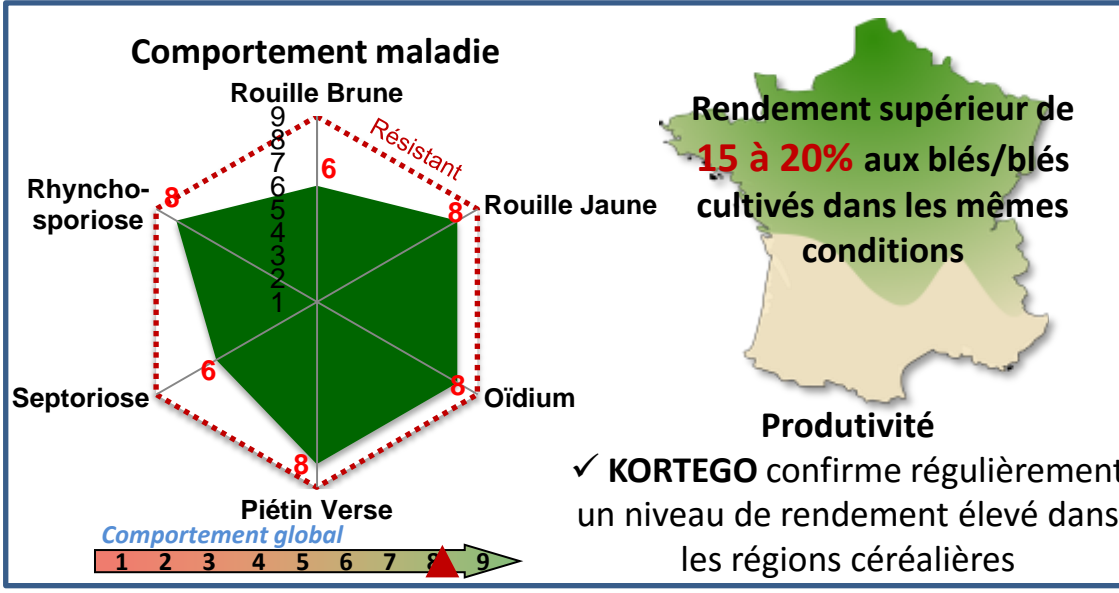 Comportement maladie
Rouille Brune
9
8
7
6
5
4
3
2
1
6
Résistant
8
Rouille Jaune
8
Oïdium
8
Piétin Verse
6
Septoriose
8
Rhyncho-
sporiose
Comportement global
1 2 3 4 5 6 7 8 9
Rendement supérieur de
15 à 20% aux blés/blés
cultivés dans les mêmes
conditions
Produtivité
✓ KORTEGO confirme régulièrement
un niveau de rendement élevé dans
les régions céréalières